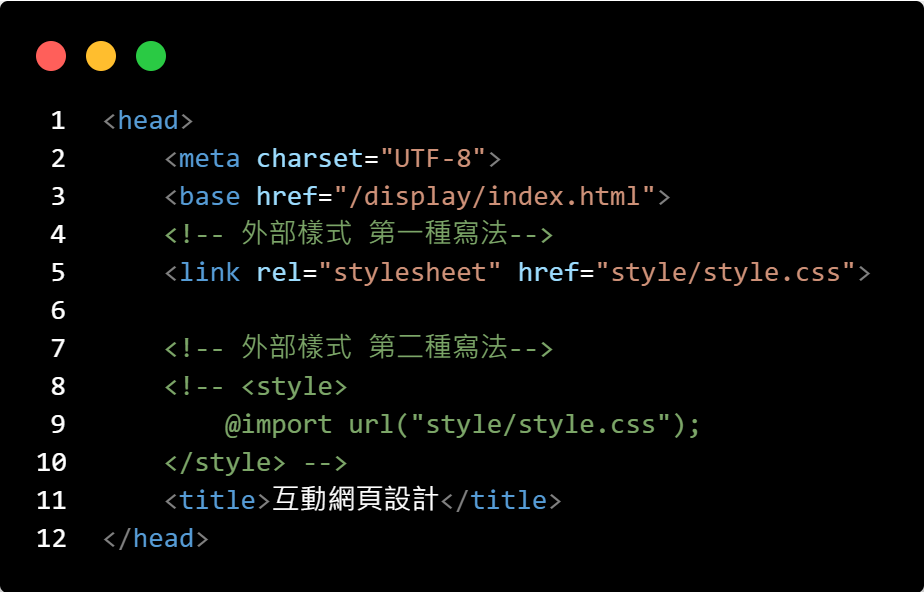 1 <head>
2 <meta charset="UTF-8">
3 <base href="/display/index.html">
4 <!-- 外部樣式 第一種寫法-->
5 <link rel="stylesheet" href="style/style.css">
6
7 <!-- 外部樣式 第二種寫法-->
8 <!-- <style>
9 @import url("style/style.css");
10 </style> -->
11 <title>互動網頁設計</title>
12 </head>